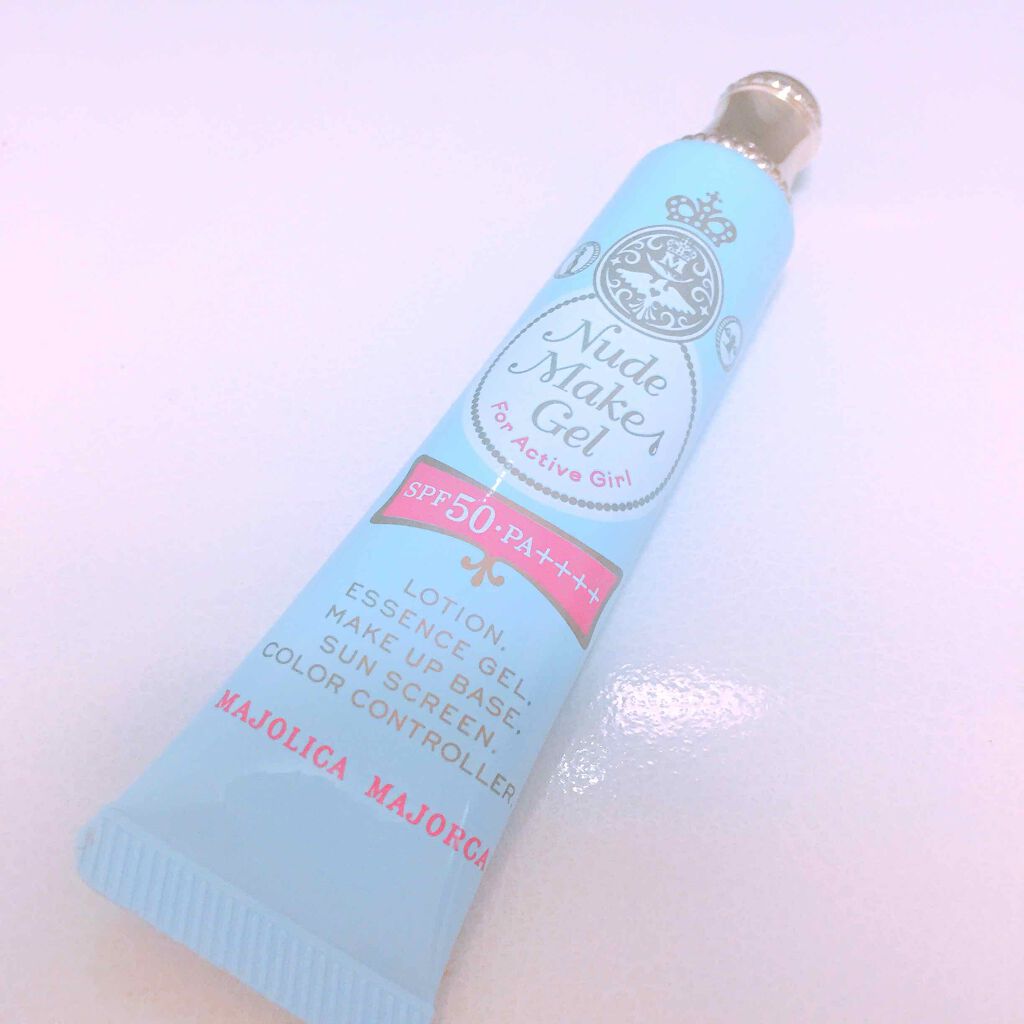 M
Nude
Make
Gel
For Active Girl
SPF50·PA++++
LOTION,
ESSENCE GEL,
MAKE UP BASE,
SUN SCREEN,
COLOR CONTROLLER.
MAJOLICA MAJORCA